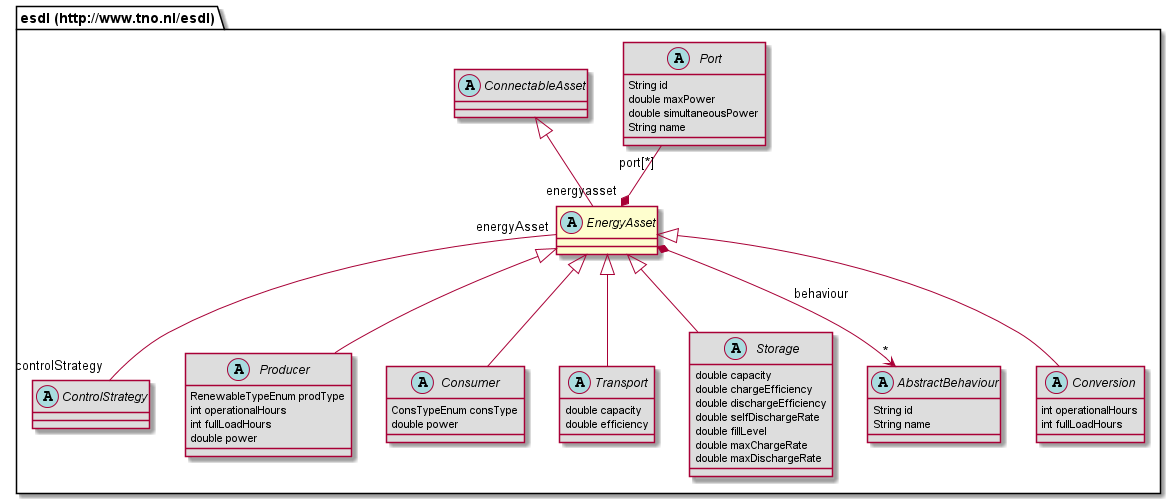 esdl (http://www.tno.nl/esdl)
A Port
String id
double maxPower
double simultaneousPower
String name
A ConnectableAsset
port[*]
energyasset
A EnergyAsset
energyAsset
behaviour
*
controlStrategy
A ControlStrategy
A Producer
RenewableTypeEnum prodType
int operationalHours
int fullLoadHours
double power
A Consumer
ConsTypeEnum consType
double power
A Transport
double capacity
double efficiency
A Storage
double capacity
double chargeEfficiency
double dischargeEfficiency
double selfDischargeRate
double fillLevel
double maxChargeRate
double maxDischargeRate
A AbstractBehaviour
String id
String name
A Conversion
int operationalHours
int fullLoadHours